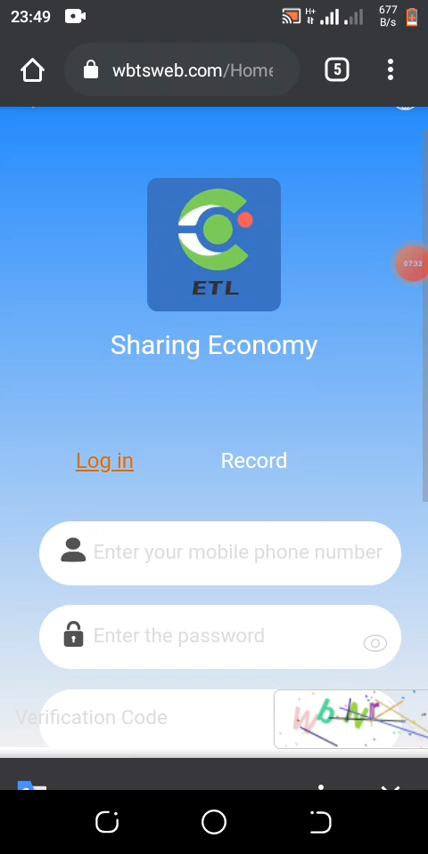 23:49
H+
677
B/s
wbtsweb.com/Home
5
07:33
ETL
Sharing Economy
Log in
Record
Enter your mobile phone number
Enter the password
Verification Code